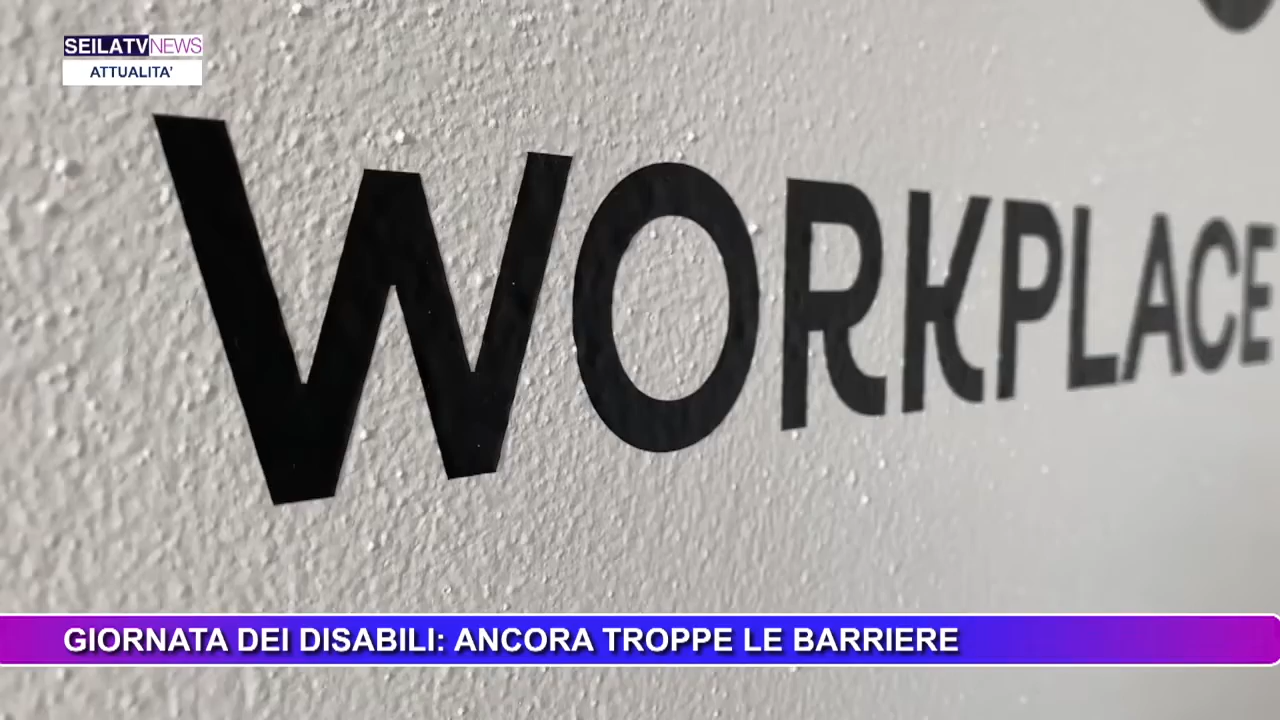 SEILATVNEWS
ATTUALITA'
WORKPLACE
GIORNATA DEI DISABILI: ANCORA TROPPE LE BARRIERE